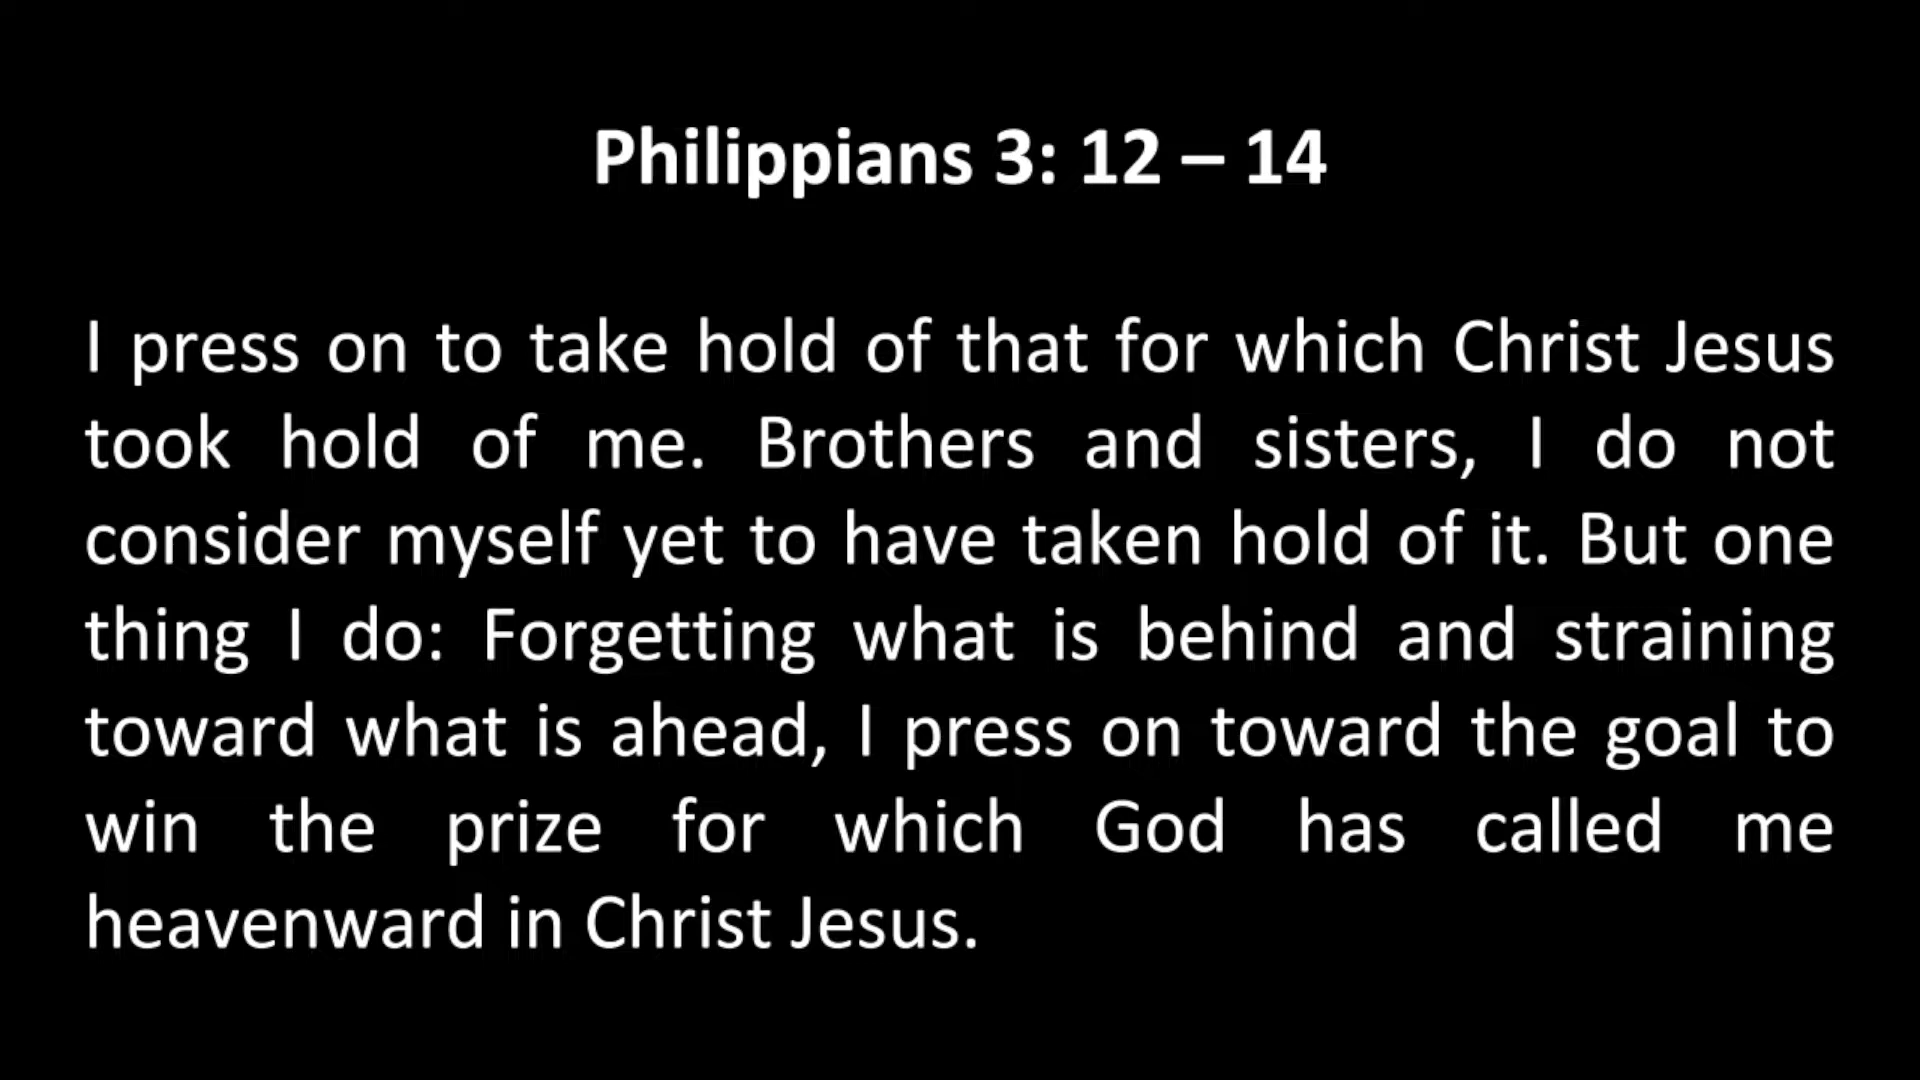 Philippians 3: 12 – 14
I press on to take hold of that for which Christ Jesus
took hold of me. Brothers and sisters, I do not
consider myself yet to have taken hold of it. But one
thing I do: Forgetting what is behind and straining
toward what is ahead, I press on toward the goal to
win the prize for which God has called me
heavenward in Christ Jesus.